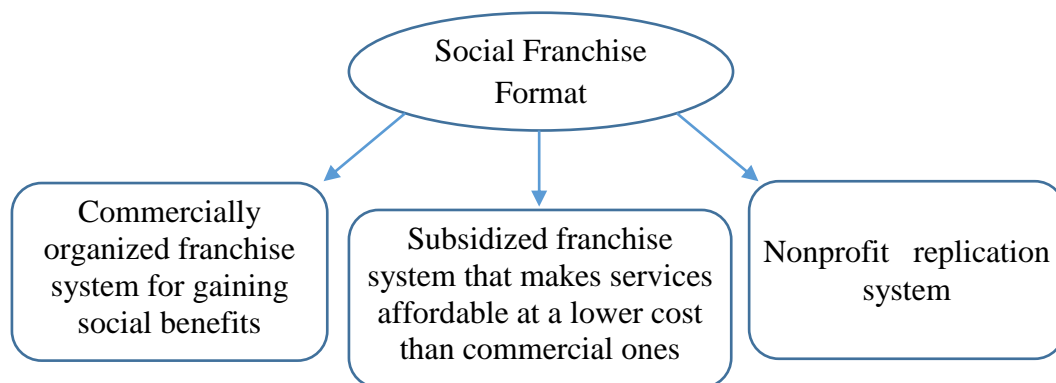 Social Franchise
Format
Commercially
organized franchise
system for gaining
social benefits
Subsidized franchise
system that makes services
affordable at a lower cost
than commercial ones
Nonprofit replication
system